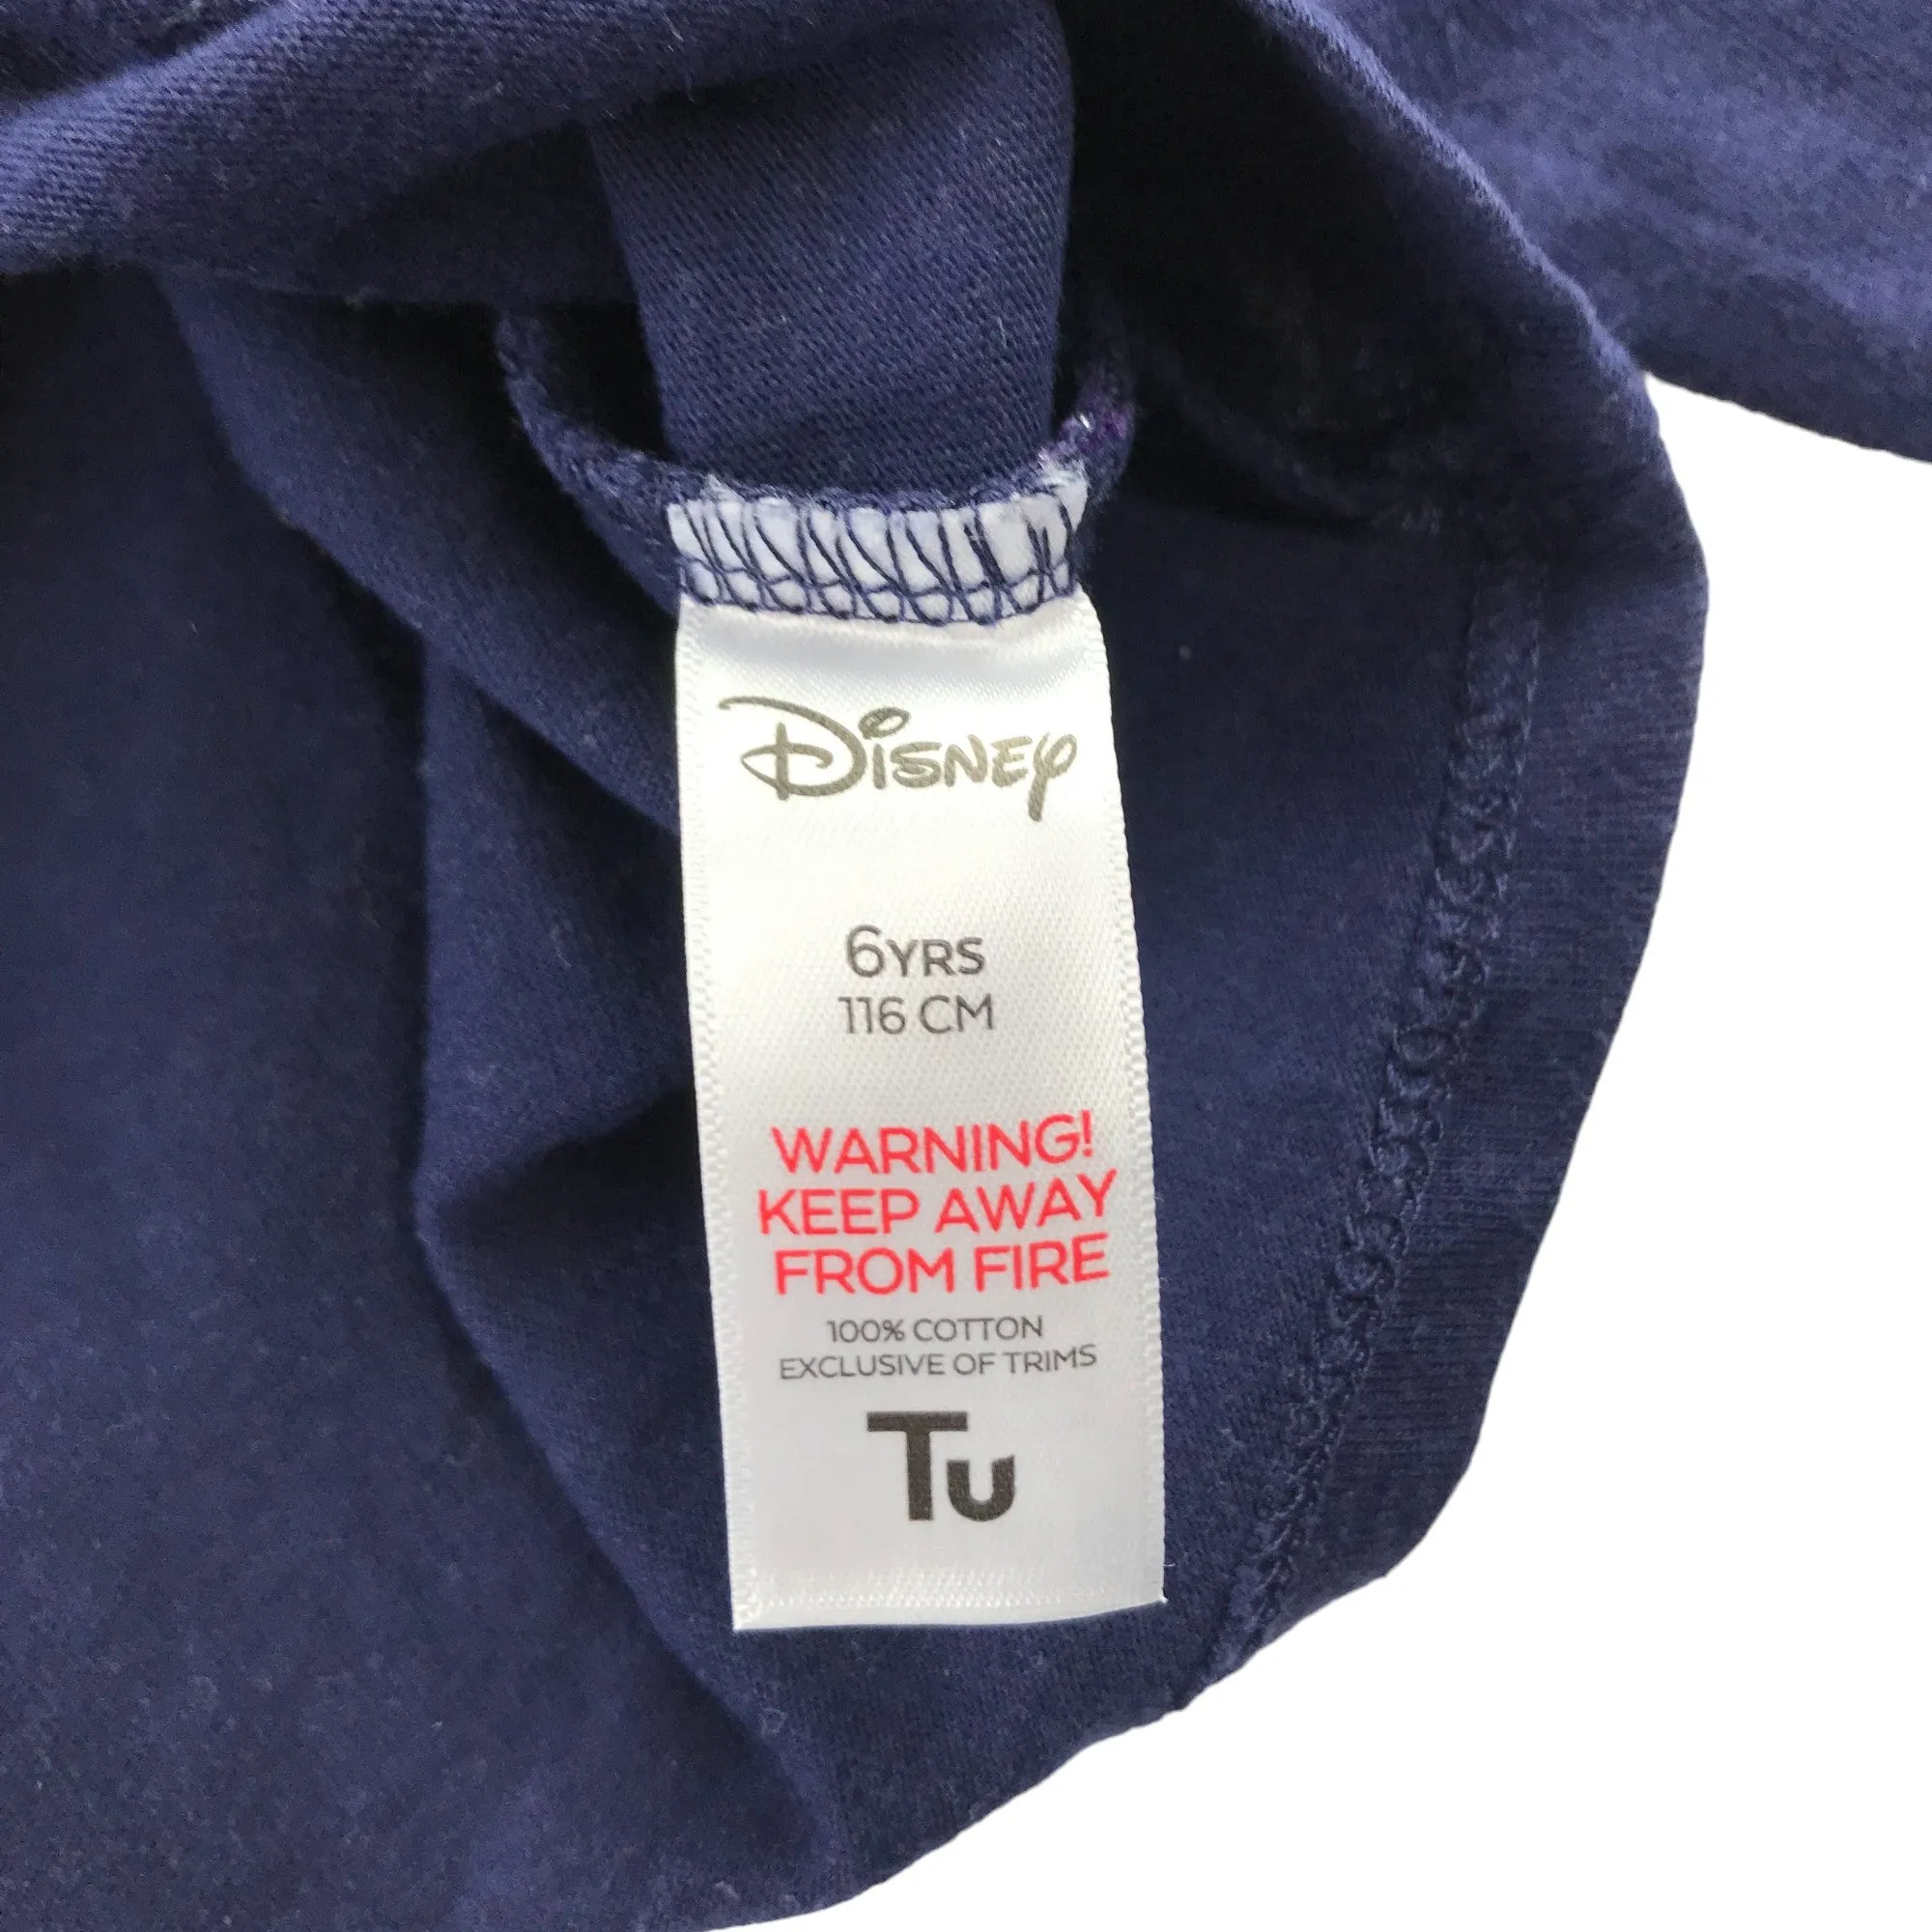 Disney
6YRS
116 CM
WARNING!
KEEP AWAY
FROM FIRE
100% COTTON
EXCLUSIVE OF TRIMS
Tu